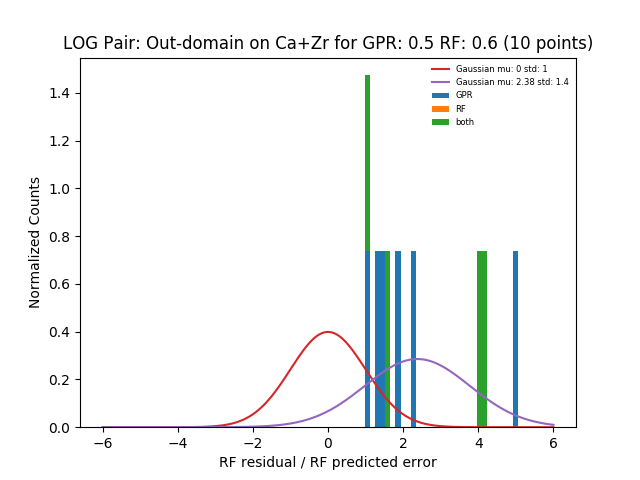 LOG Pair: Out-domain on Ca+Zr for GPR: 0.5 RF: 0.6 (10 points)
Gaussian mu: 0 std: 1
Gaussian mu: 2.38 std: 1.4
GPR
RF
both
1.4
1.2
1.0
0.8
0.6
0.4
0.2
0.0
Normalized Counts
−6 −4 −2 0 2 4 6
RF residual / RF predicted error